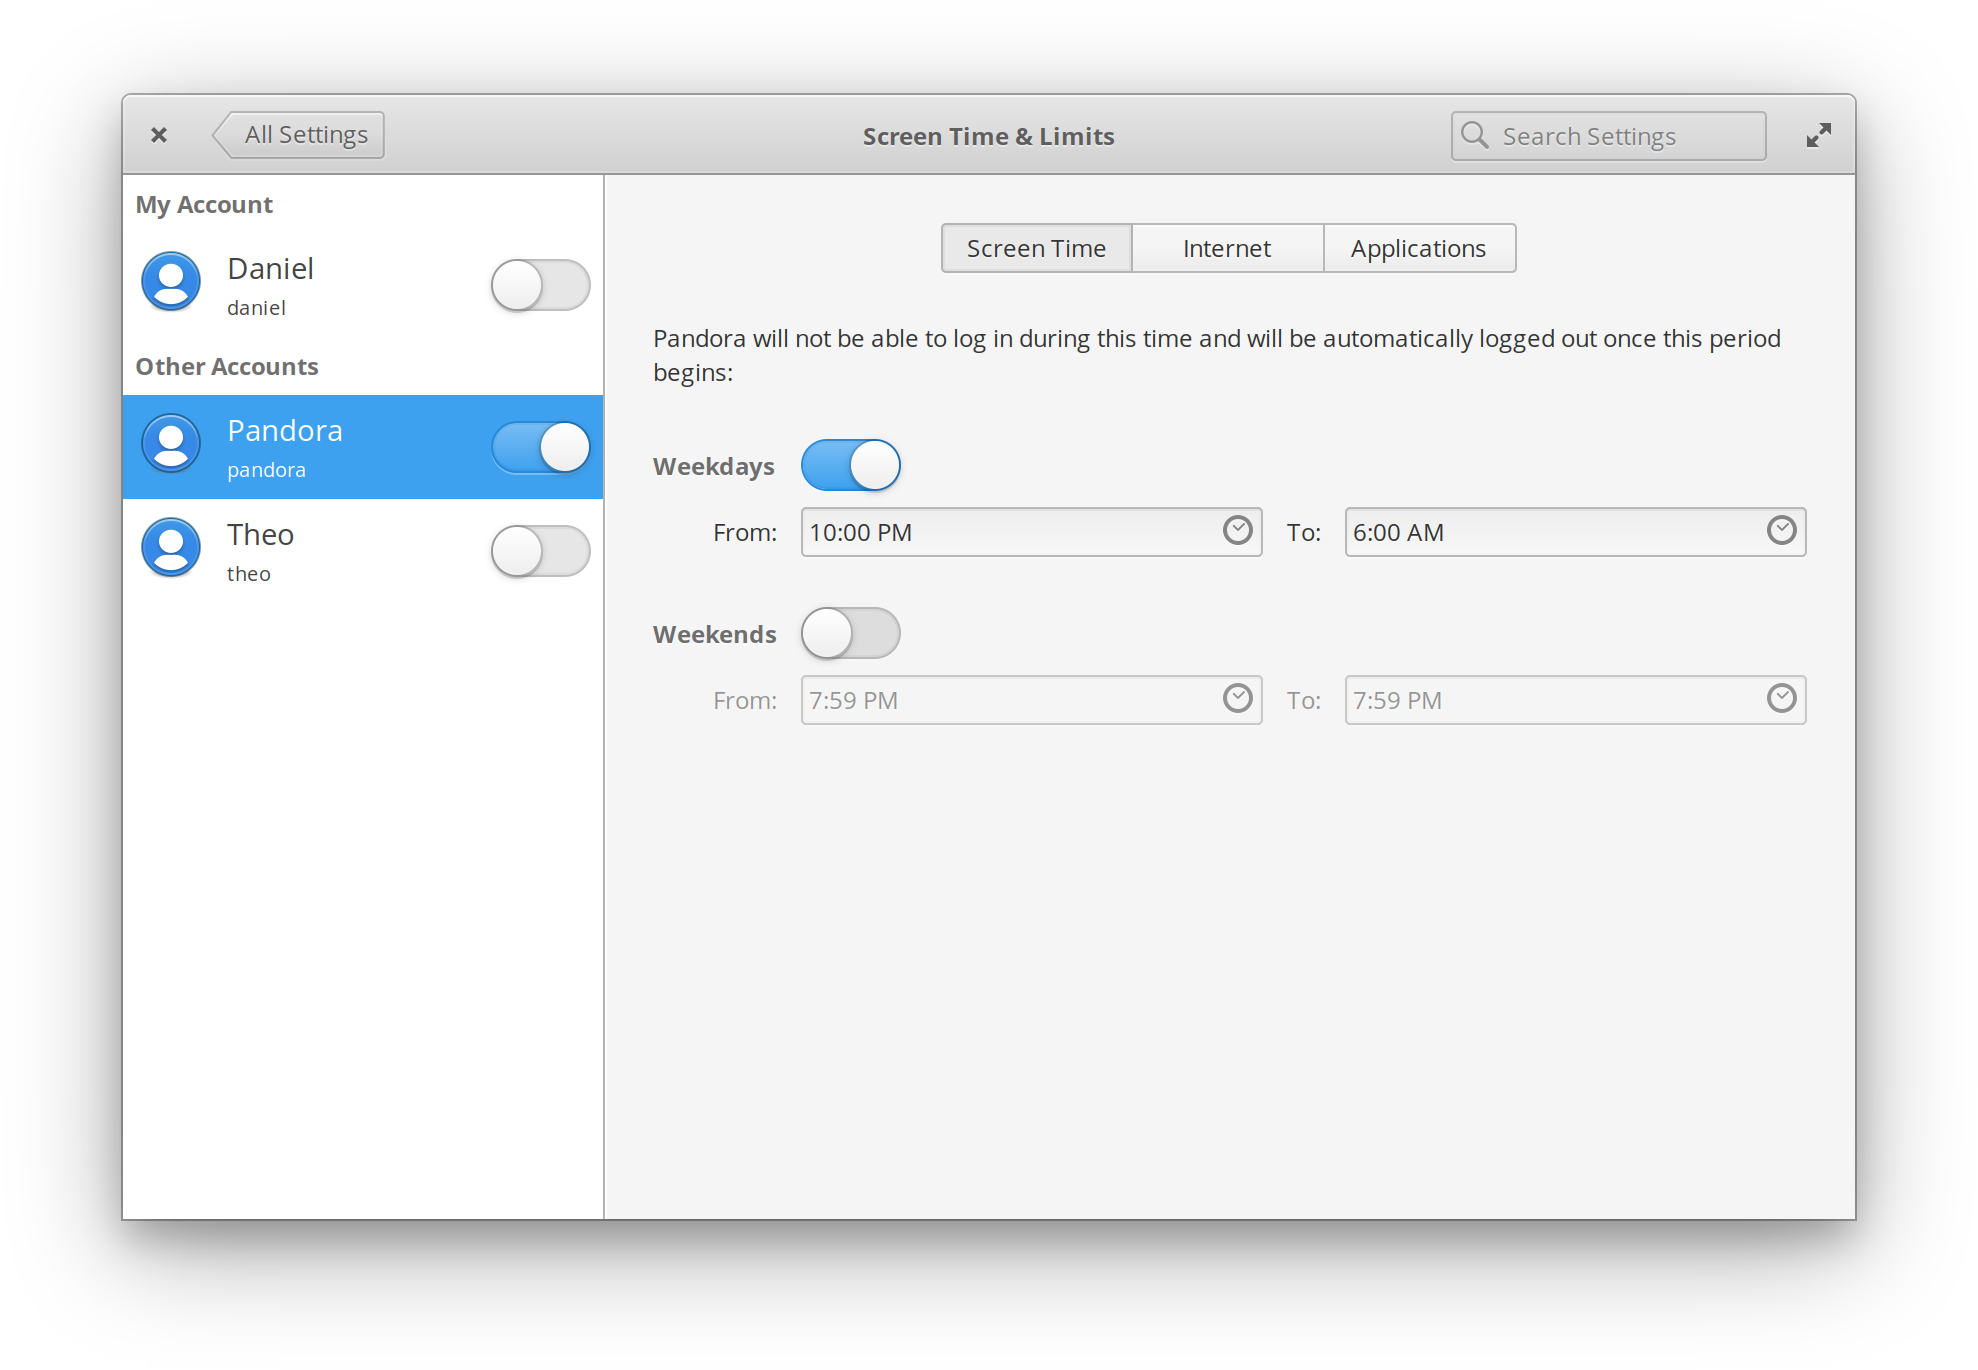 All Settings
Screen Time & Limits
Search Settings
My Account
Daniel
daniel
Other Accounts
Pandora
pandora
Theo
theo
Screen Time
Internet
Applications
Pandora will not be able to log in during this time and will be automatically logged out once this period
begins:
Weekdays
From: 10:00 PM To: 6:00 AM
Weekends
From: 7:59 PM To: 7:59 PM